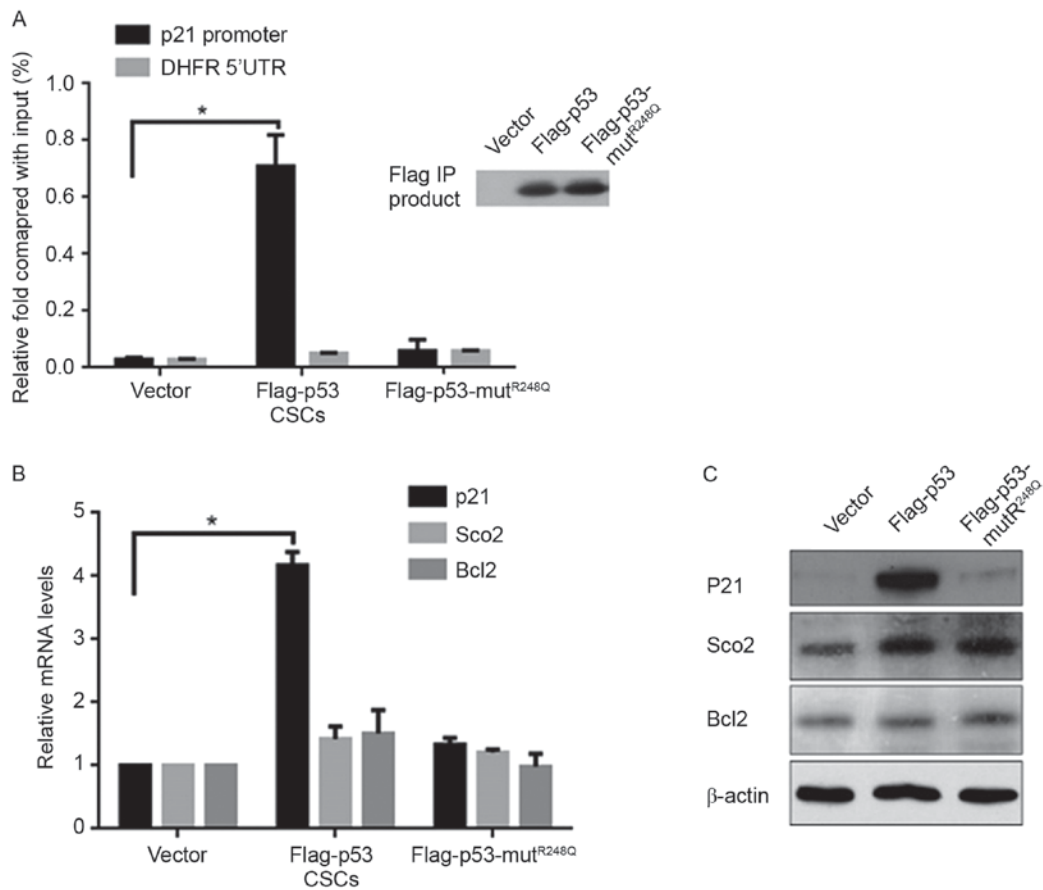 A
p21 promoter
DHFR 5'UTR
Relative fold comapred with input (%)
1.0
0.8
0.6
0.4
0.2
0.0
*
Vector
Flag-p53
CSCs
Flag-p53-mutR248Q
Vector
Flag-p53
Flag-p53-
mutR248Q
Flag IP
product
B
p21
Sco2
Bcl2
Relative mRNA levels
5
4
3
2
1
0
*
Vector
Flag-p53
CSCs
Flag-p53-mutR248Q
C
Vector
Flag-p53
Flag-p53-
mutR248Q
P21
Sco2
Bcl2
β-actin